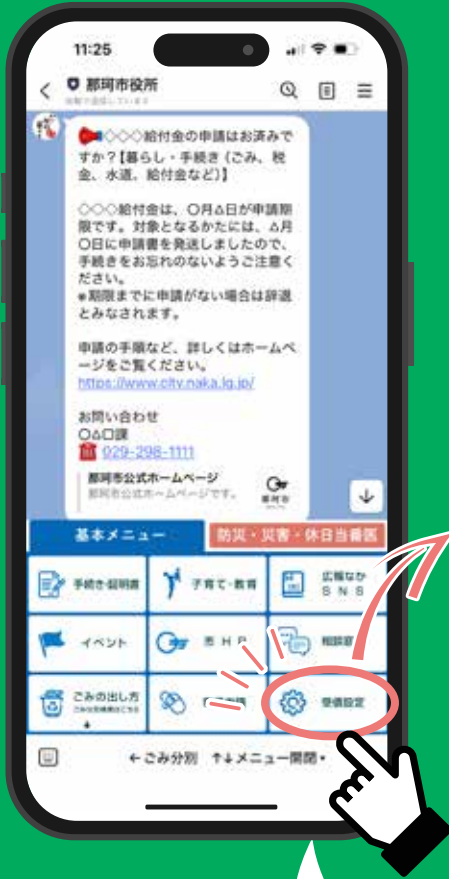 11:25
那珂市役所
◇◇◇給付金の申請はお済みで
すか？【暮らし・手続き（ごみ、税
金、水道、給付金など）】
◇◇◇給付金は、〇月△日が申請期
限です。対象となるかたには、△月
〇日に申請書を発送しましたので、
手続きをお忘れのないようご注意く
ださい。
※期限までに申請がない場合は辞退
とみなされます。
申請の手順など、詳しくはホームペ
ージをご覧ください。
https://www.city.naka.lg.jp/
お問い合わせ
〇△□課
029-298-1111
那珂市公式ホームページ
那珂市公式ホームページです。
那珂市
基本メニュー
防災・災害・休日当番医
手続き・証明書
子育て・教育
広報なか
SNS
イベント
市HP
相談窓
ごみの出し方
受信設定
←ごみ分別 ↑↓メニュー開閉▾